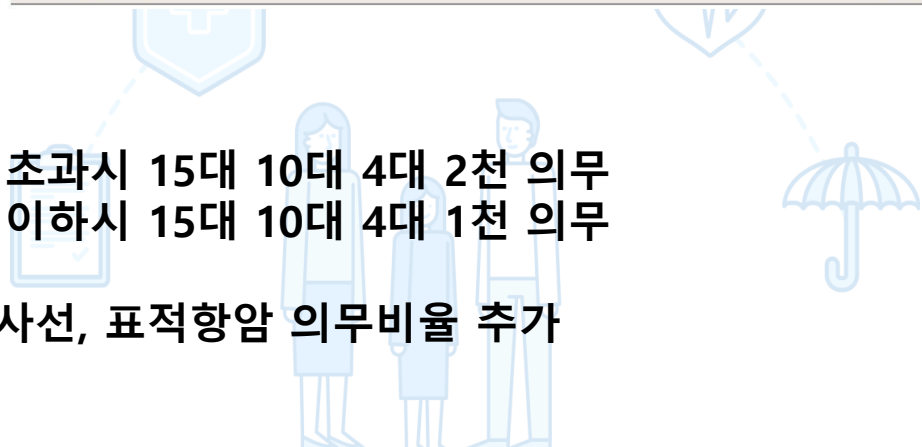 초과시 15대 10대 4대 2천 의무
이하시 15대 10대 4대 1천 의무
사선, 표적항암 의무비율 추가